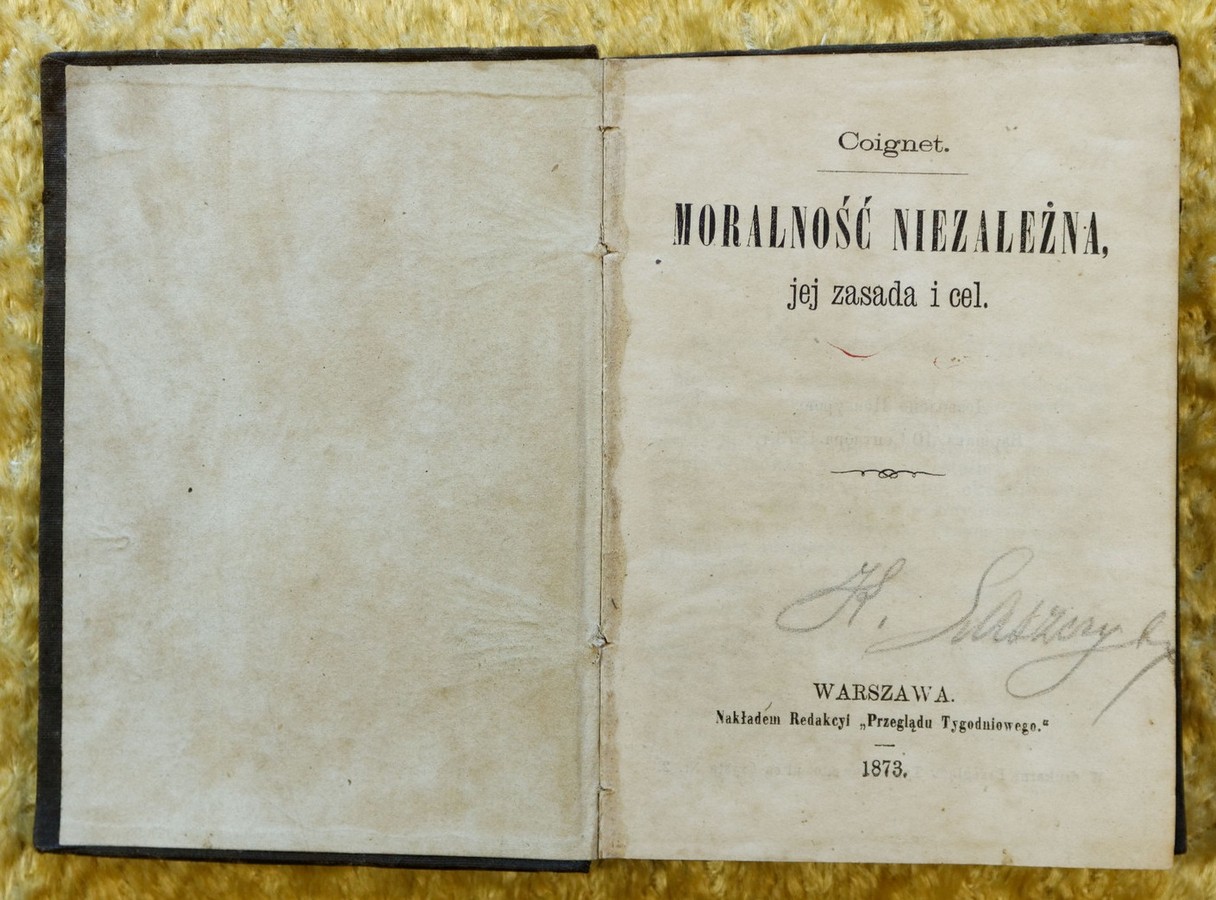 Coignet.
MORALNOŚĆ NIEZALEŻNA,
jej zasada i cel.
WARSZAWA.
Nakładem Redakcyi „Przeglądu Tygodniowego.“
1873.